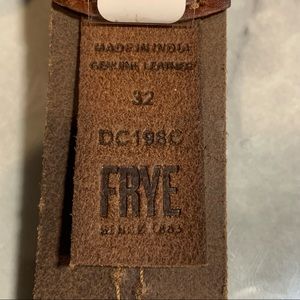 MADE IN INDIA
GENUINE LEATHER
32
DC198C
FRYE
SINCE 1863